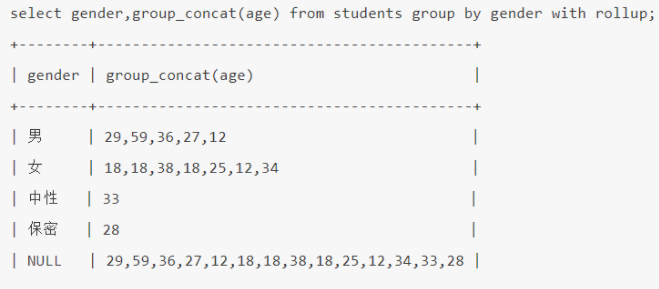 select gender,group_concat(age) from students group by gender with rollup;
+--------+-------------------------------------------+
| gender | group_concat(age)                         |
+--------+-------------------------------------------+
| 男     | 29,59,36,27,12                            |
| 女     | 18,18,38,18,25,12,34                      |
| 中性   | 33                                        |
| 保密   | 28                                        |
| NULL   | 29,59,36,27,12,18,18,38,18,25,12,34,33,28 |